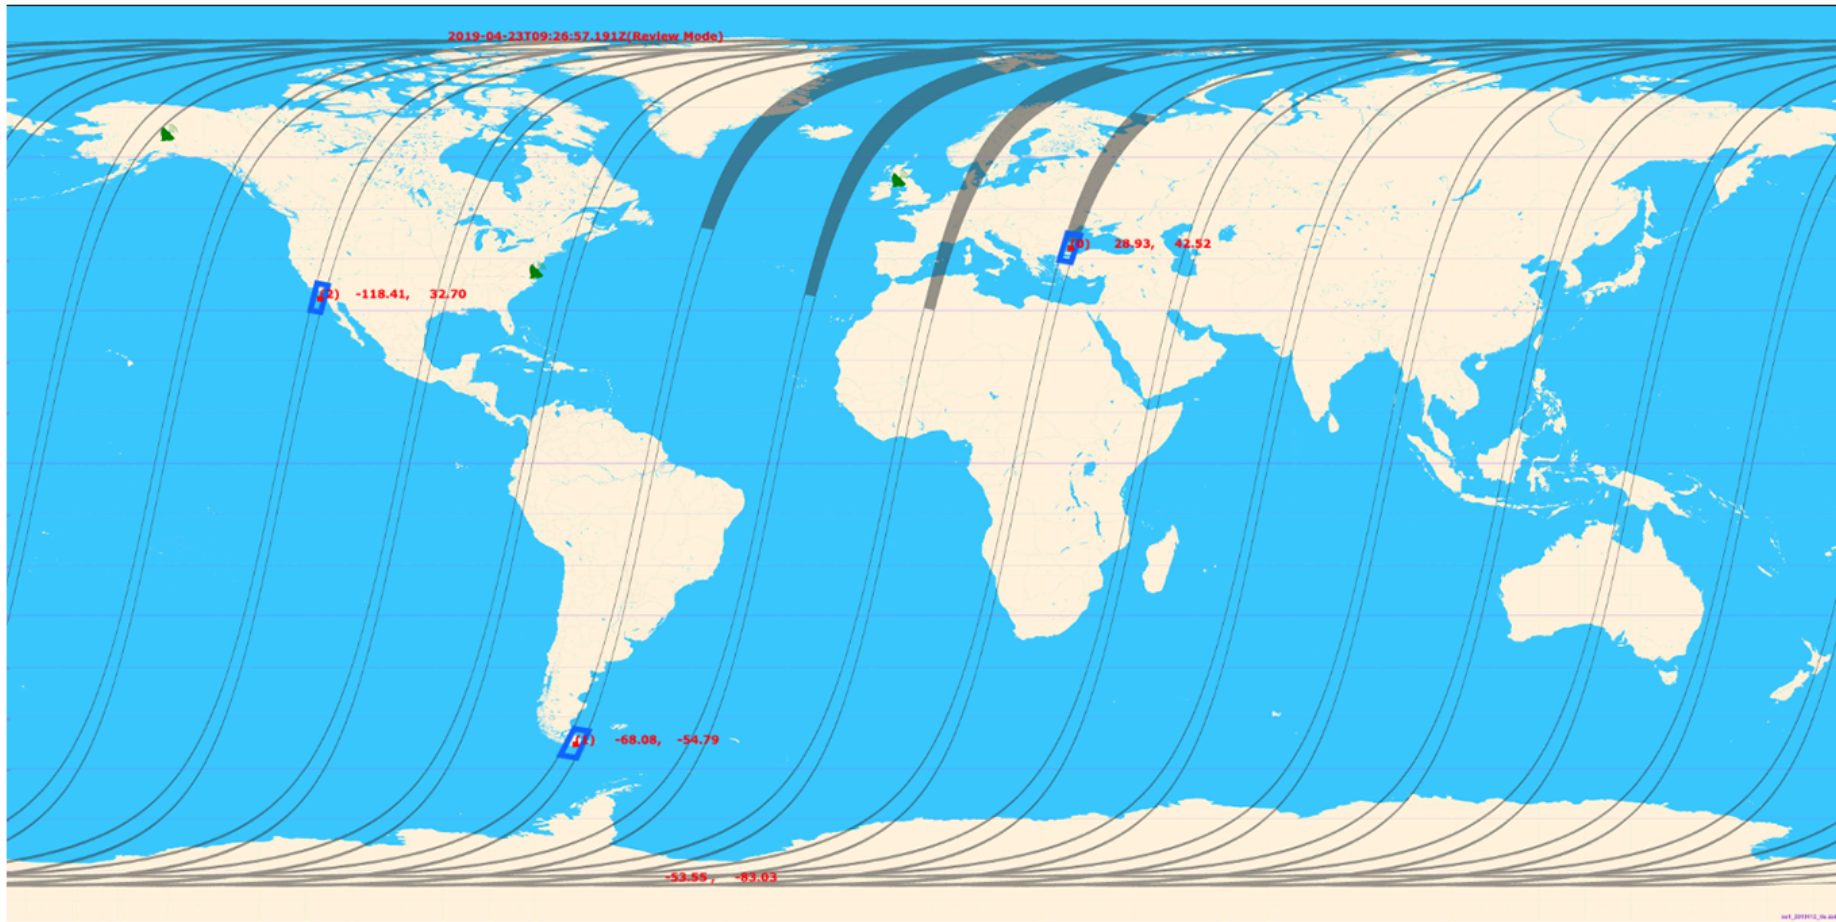 2019-04-23T09:26:57.191Z(Review Mode)
(0) 28.93, 42.52
(2) -118.41, 32.70
(1) -68.08, -54.79
-53.55, -83.03